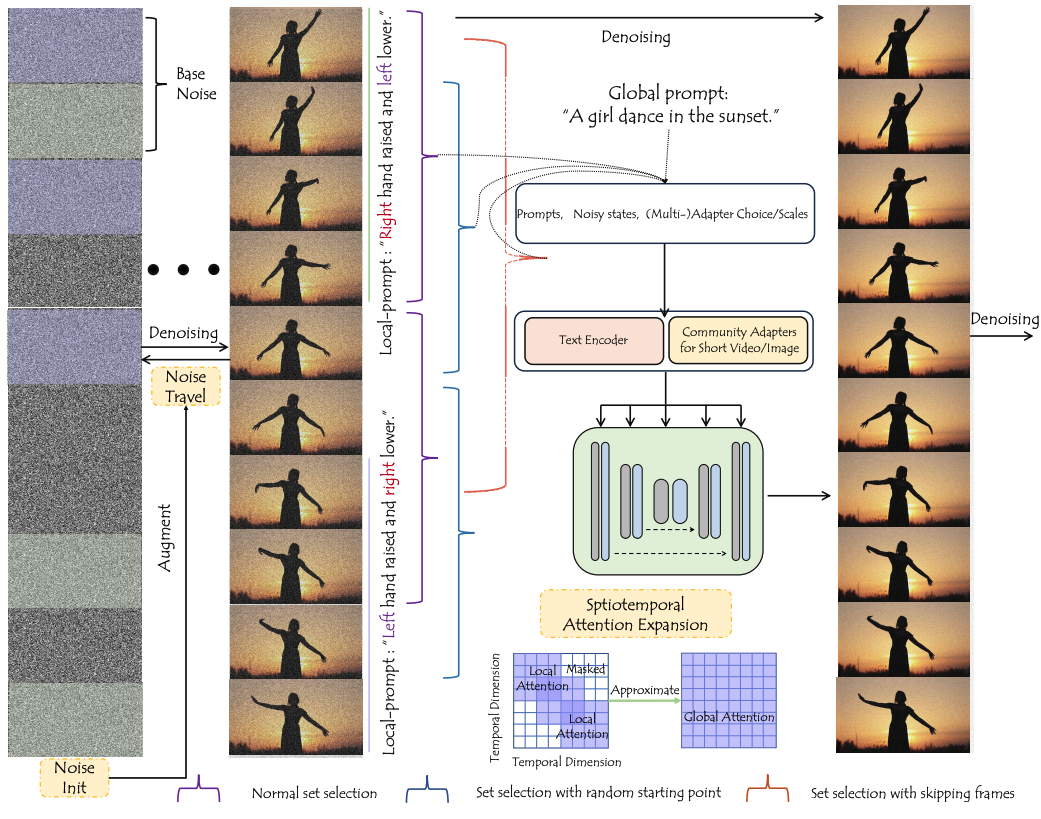 Base
Noise
Denoising
Noise
Travel
Augment
Noise
Init
Local-prompt : “Right hand raised and left lower.”
Local-prompt : “Left hand raised and right lower.”
Denoising
Global prompt:
“A girl dance in the sunset.”
Prompts, Noisy states, (Multi-)Adapter Choice/Scales
Text Encoder
Community Adapters
for Short Video/Image
Denoising
Sptiotemporal
Attention Expansion
Temporal Dimension
Local
Attention
Masked
Local
Attention
Temporal Dimension
Approximate
Global Attention
Normal set selection
Set selection with random starting point
Set selection with skipping frames